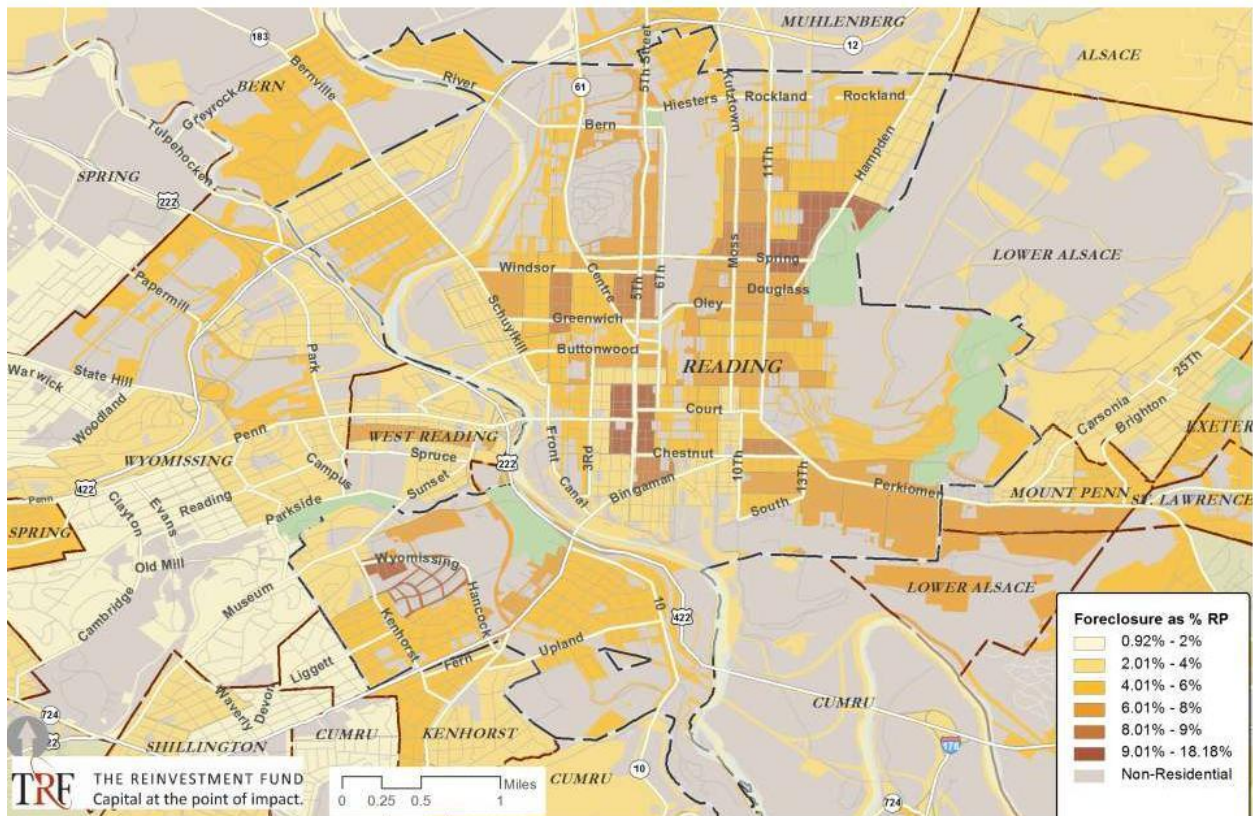 MUHLENBERG
183
12
5Th Street
ALSACE
BERN
Bernville
River
61
Kutztown
Greyrock
Hiesters
Rockland
Rockland
Tulpehocken
Bern
11Th
Hampden
SPRING
222
Moss
LOWER ALSACE
Windsor
Centre
5Th
6Th
Spring
Papermill
Douglass
Oley
Schuylkill
Greenwich
Park
Buttonwood
READING
25Th
Warwick
State Hill
Woodland
Court
Carsonia
Brighton
Penn
WEST READING
Front
3Rd
EXETER
WYOMISSING
Spruce
222
Chestnut
10Th
13Th
Campus
Sunset
Canal
Bingaman
Perkiomen
MOUNT PENN
ST. LAWRENCE
422
Penn
Clayton
Evans
Reading
Parkside
South
SPRING
Old Mill
Wyomissing
LOWER ALSACE
Cambridge
Museum
Hancock
Kenhorst
10
422
Upland
Fern
Liggett
Waverly
Devon
CUMRU
724
22
SHILLINGTON
CUMRU
KENHORST
176
10
CUMRU
724
Foreclosure as % RP
0.92% - 2%
2.01% - 4%
4.01% - 6%
6.01% - 8%
8.01% - 9%
9.01% - 18.18%
Non-Residential
TRF THE REINVESTMENT FUND
Capital at the point of impact.
Miles
0 0.25 0.5 1